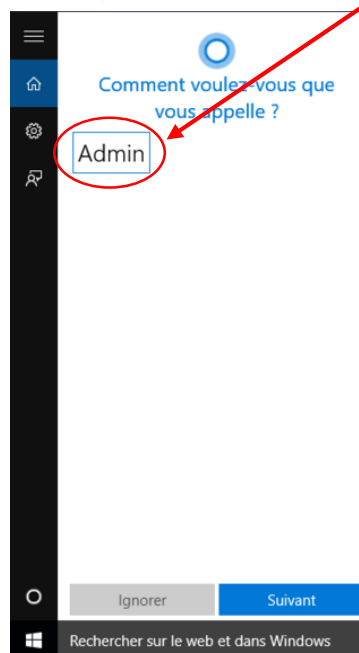 Comment voulez-vous que
vous appelle ?
Admin
Ignorer
Suivant
Rechercher sur le web et dans Windows